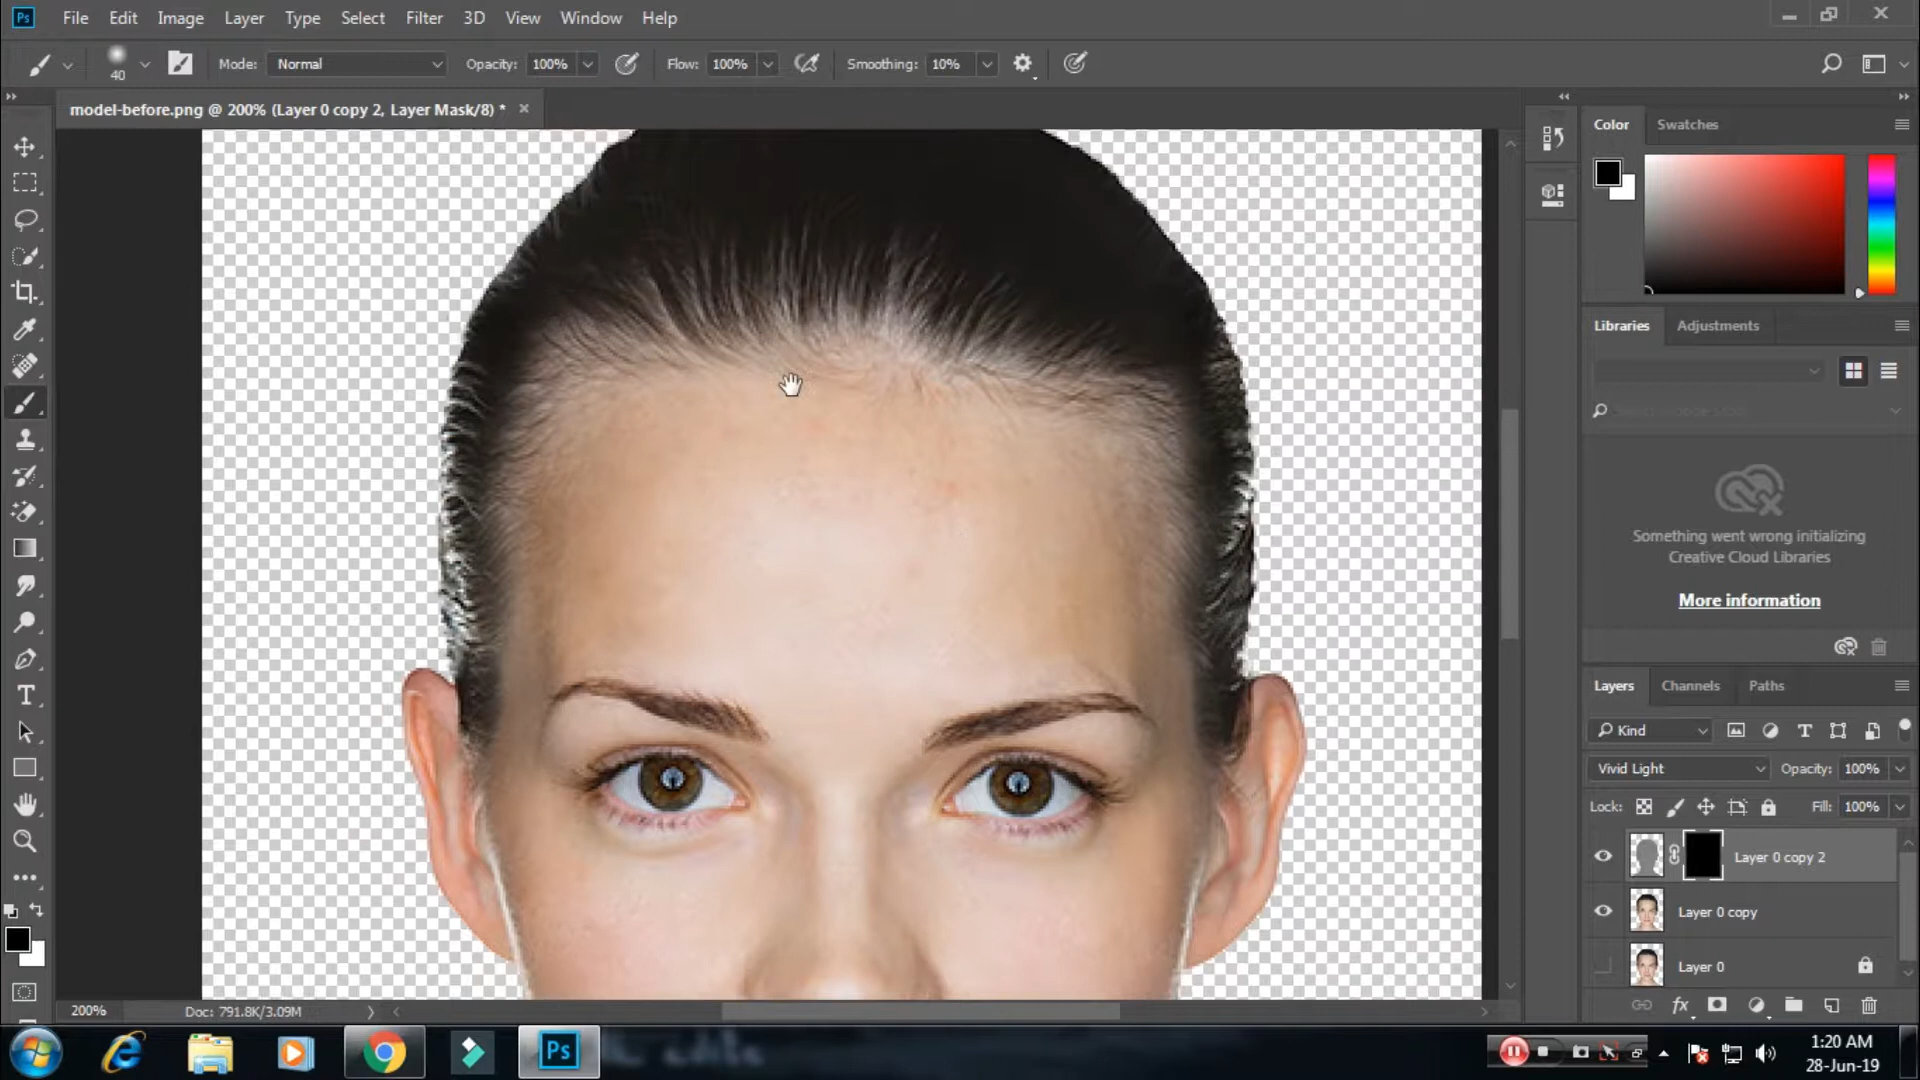 Ps File Edit Image Layer Type Select Filter 3D View Window Help
40 Mode: Normal Opacity: 100% Flow: 100% Smoothing: 10%
model-before.png @ 200% (Layer 0 copy 2, Layer Mask/8) * ×
Color Swatches
Libraries Adjustments
Something went wrong initializing
Creative Cloud Libraries
More information
Layers Channels Paths
Kind
Vivid Light Opacity: 100%
Lock: Fill: 100%
Layer 0 copy 2
Layer 0 copy
Layer 0
fx
200% Doc: 791.8K/3.09M
Ps
1:20 AM
28-Jun-19